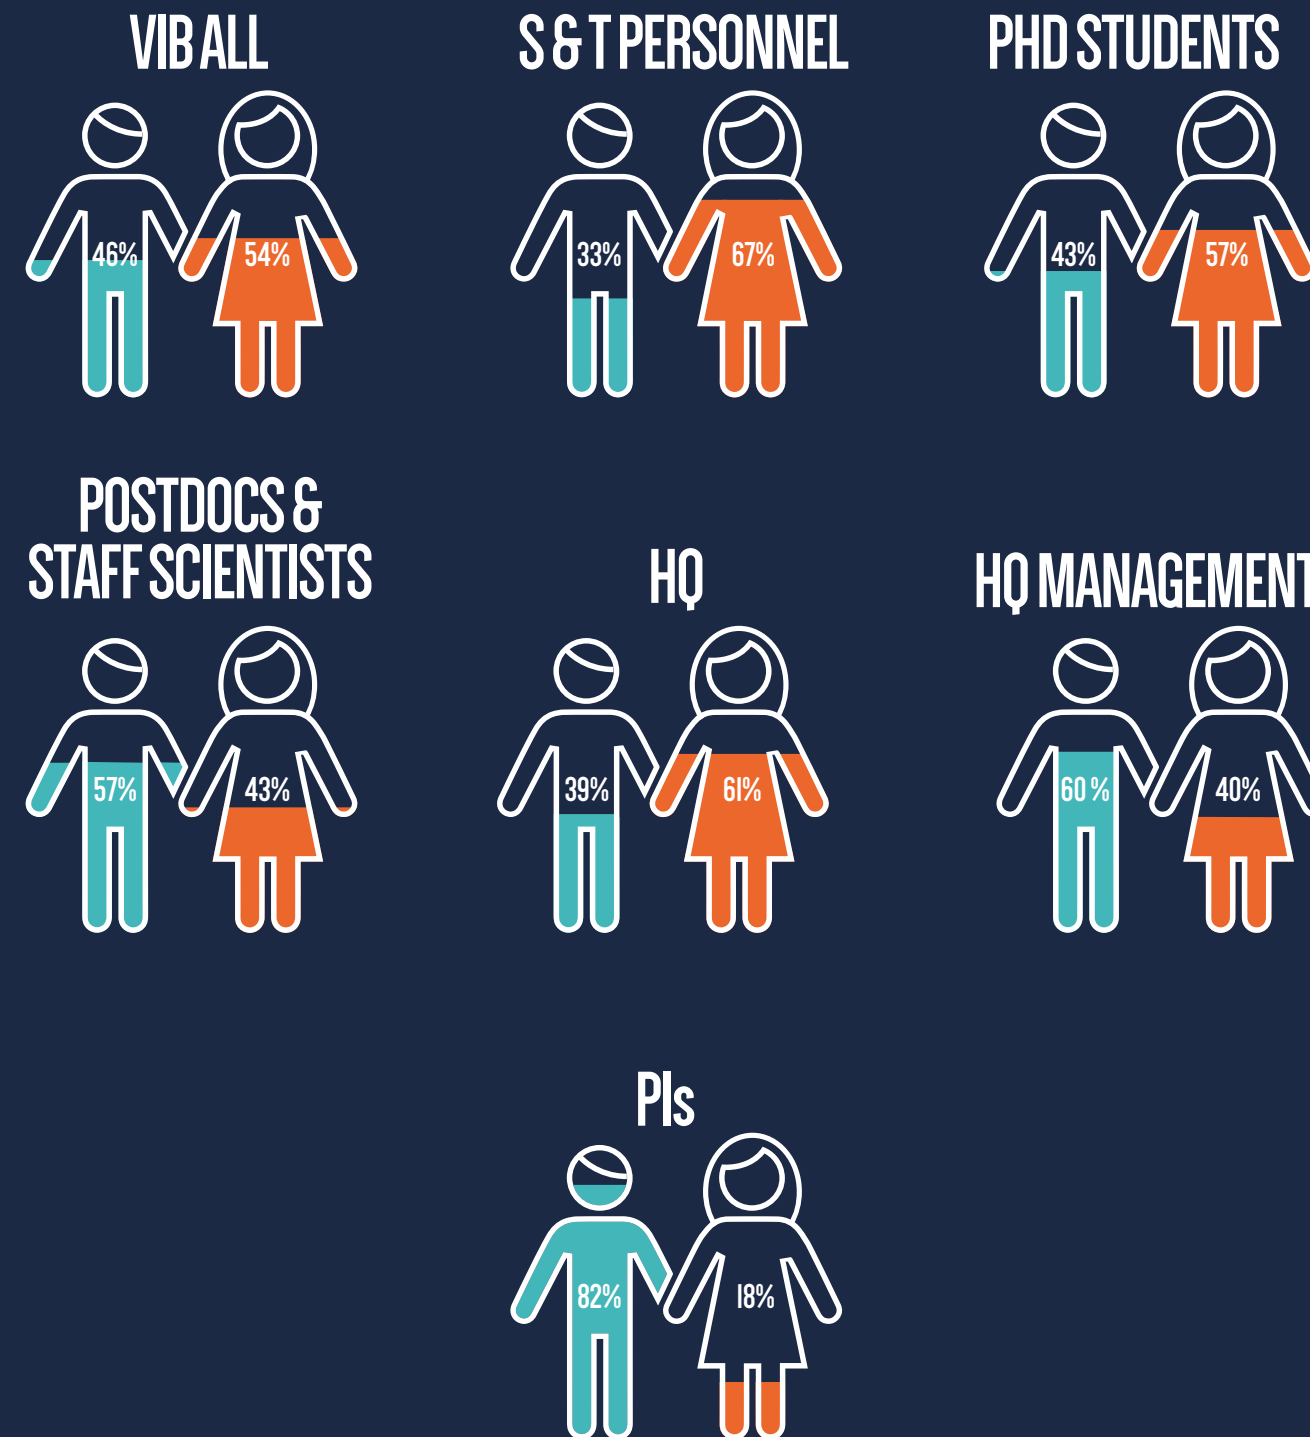 VIB ALL
S & T PERSONNEL
PHD STUDENTS
46%
54%
33%
67%
43%
57%
POSTDOCS &
STAFF SCIENTISTS
HQ
HQ MANAGEMENT
57%
43%
39%
61%
60 %
40%
PIs
82%
18%